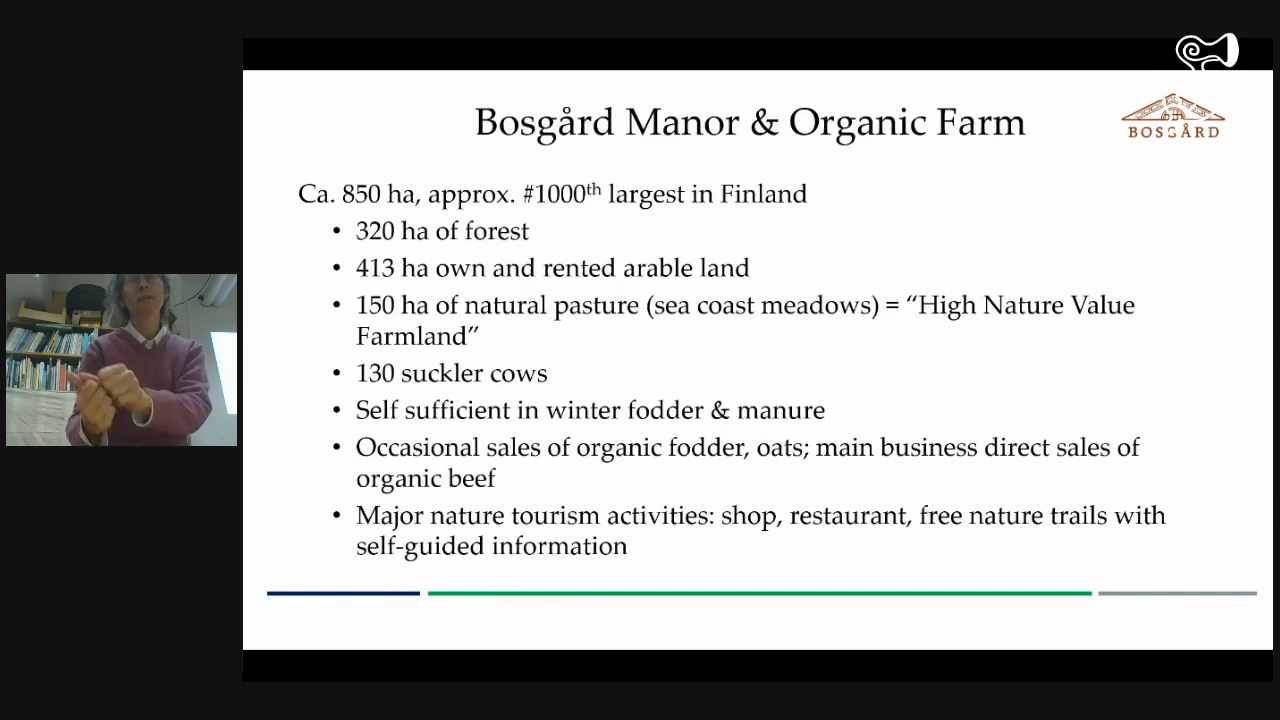 Bosgård Manor & Organic Farm
BOSGÅRD
Ca. 850 ha, approx. #1000th largest in Finland
• 320 ha of forest
• 413 ha own and rented arable land
• 150 ha of natural pasture (sea coast meadows) = “High Nature Value
Farmland”
• 130 suckler cows
• Self sufficient in winter fodder & manure
• Occasional sales of organic fodder, oats; main business direct sales of
organic beef
• Major nature tourism activities: shop, restaurant, free nature trails with
self-guided information